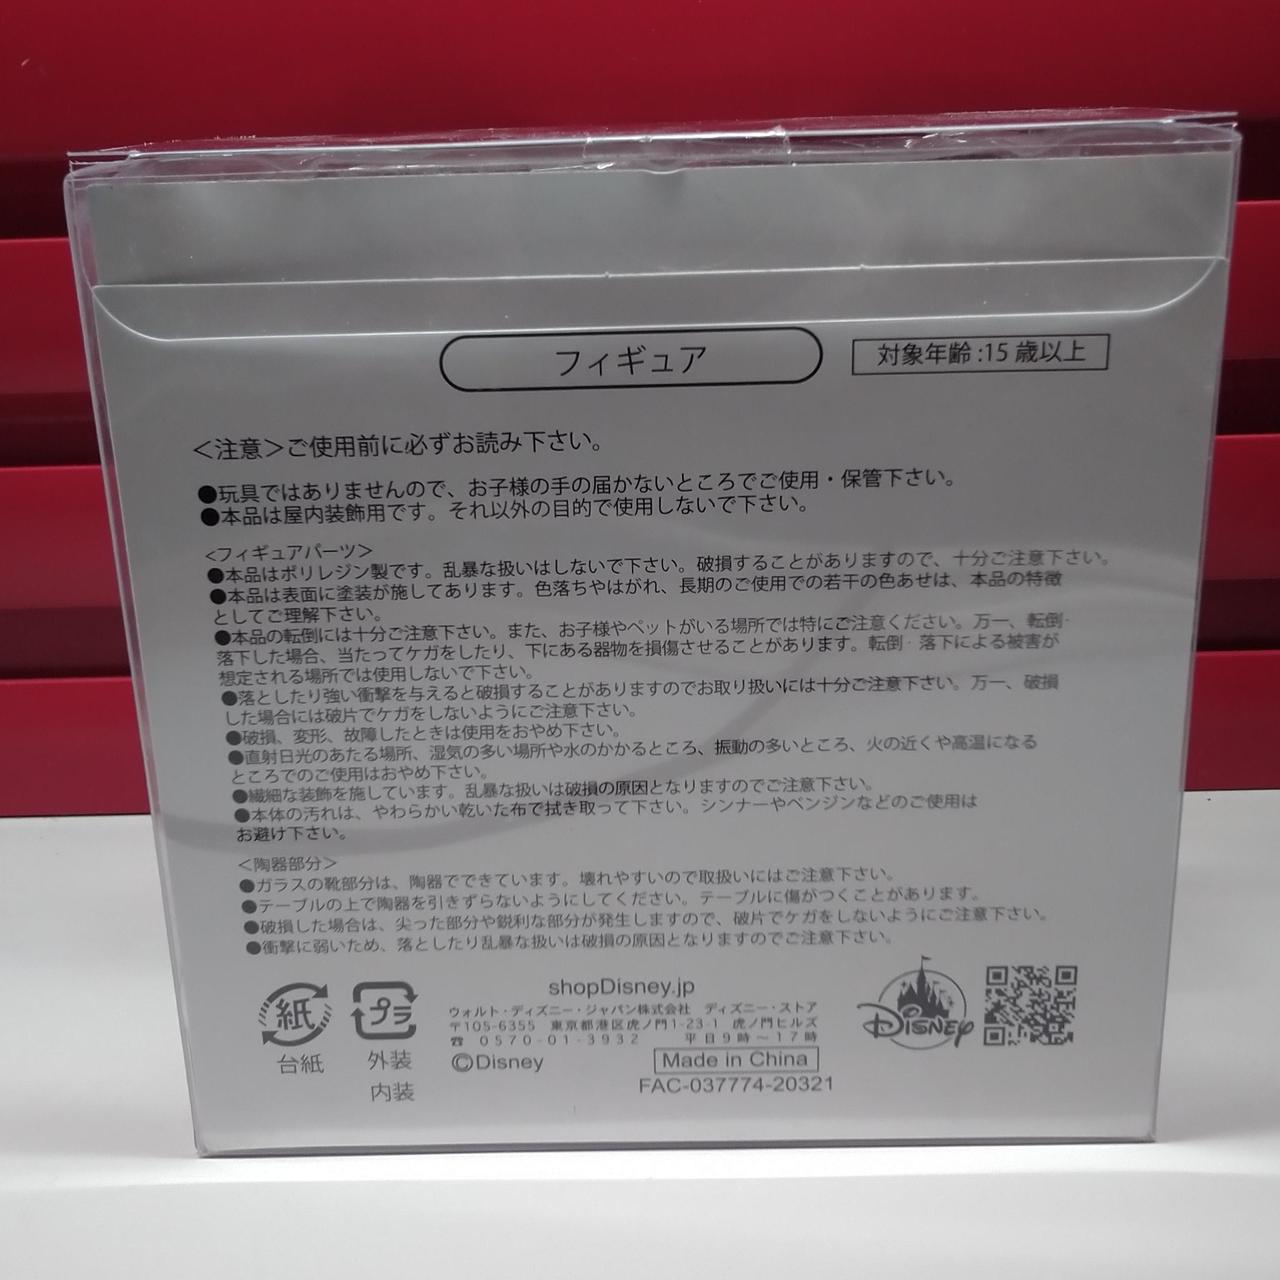 フィギュア
対象年齢:15 歳以上
＜注意＞ご使用前に必ずお読み下さい。
●玩具ではありませんので、お子様の手の届かないところでご使用・保管下さい。
●本品は屋内装飾用です。それ以外の目的で使用しないで下さい。
<フィギュアパーツ>
●本品はポリレジン製です。乱暴な扱いはしないで下さい。破損することがありますので、十分ご注意下さい。
●本品は表面に塗装が施してあります。色落ちやはがれ、長期のご使用での若干の色あせは、本品の特徴
としてご理解下さい。
●本品の転倒には十分ご注意下さい。また、お子様やペットがいる場所では特にご注意ください。万一、転倒・
落下した場合、当たってケガをしたり、下にある器物を損傷させることがあります。転倒・落下による被害が
想定される場所では使用しないで下さい。
●落としたり強い衝撃を与えると破損することがありますのでお取り扱いには十分ご注意下さい。万一、破損
した場合には破片でケガをしないようにご注意下さい。
●破損、変形、故障したときは使用をおやめ下さい。
●直射日光のあたる場所、湿気の多い場所や水のかかるところ、振動の多いところ、火の近くや高温になる
ところでのご使用はおやめ下さい。
●繊細な装飾を施しています。乱暴な扱いは破損の原因となりますのでご注意下さい。
●本体の汚れは、やわらかい乾いた布で拭き取って下さい。シンナーやベンジンなどのご使用は
お避け下さい。
＜陶器部分＞
●ガラスの靴部分は、陶器でできています。壊れやすいので取扱いにはご注意下さい。
●テーブルの上で陶器を引きずらないようにしてください。テーブルに傷がつくことがあります。
●破損した場合は、尖った部分や鋭利な部分が発生しますので、破片でケガをしないようにご注意下さい。
●衝撃に弱いため、落としたり乱暴な扱いは破損の原因となりますのでご注意下さい。
紙
台紙
プラ
外装
内装
shopDisney.jp
ウォルト・ディズニー・ジャパン株式会社 ディズニー・ストア
〒105-6355 東京都港区虎ノ門1-23-1 虎ノ門ヒルズ
☎ 0570-01-3932 平日9時～17時
©Disney
Made in China
FAC-037774-20321
DISNEY